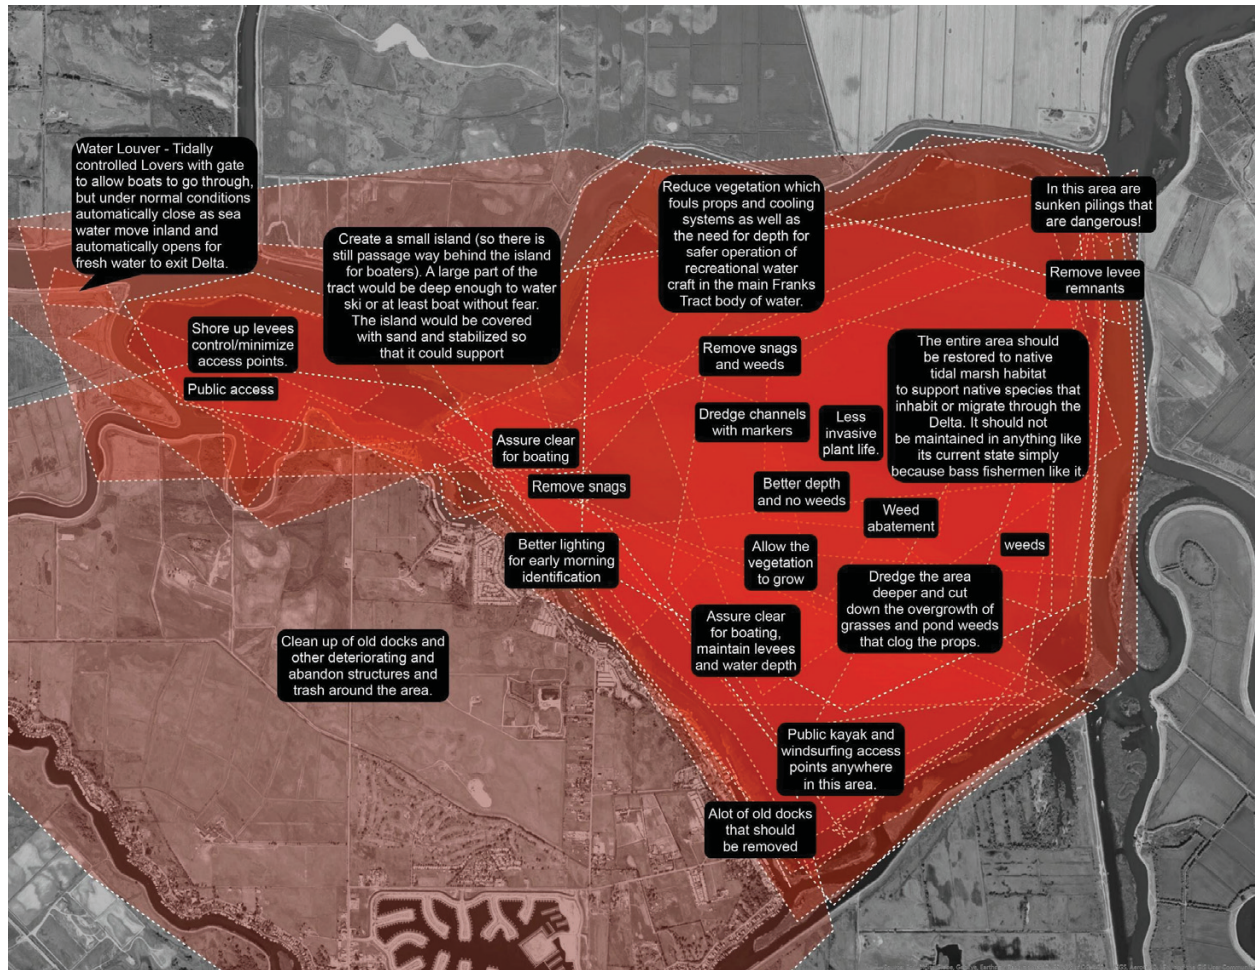 Water Louver - Tidally
controlled Lovers with gate
to allow boats to go through,
but under normal conditions
automatically close as sea
water move inland and
automatically opens for
fresh water to exit Delta.
Create a small island (so there is
still passage way behind the island
for boaters). A large part of the
tract would be deep enough to water
ski or at least boat without fear.
The island would be covered
with sand and stabilized so
that it could support
Reduce vegetation which
fouls props and cooling
systems as well as
the need for depth for
safer operation of
recreational water
craft in the main Franks
Tract body of water.
In this area are
sunken pilings that
are dangerous!
Remove levee
remnants
Shore up levees
control/minimize
access points.
Public access
Remove snags
and weeds
The entire area should
be restored to native
tidal marsh habitat
to support native species that
inhabit or migrate through the
Delta. It should not
be maintained in anything like
its current state simply
because bass fishermen like it.
Dredge channels
with markers
Less
invasive
plant life.
Assure clear
for boating
Remove snags
Better depth
and no weeds
Weed
abatement
weeds
Better lighting
for early morning
identification
Allow the
vegetation
to grow
Dredge the area
deeper and cut
down the overgrowth of
grasses and pond weeds
that clog the props.
Assure clear
for boating,
maintain levees
and water depth
Clean up of old docks and
other deteriorating and
abandon structures and
trash around the area.
Public kayak and
windsurfing access
points anywhere
in this area.
Alot of old docks
that should
be removed